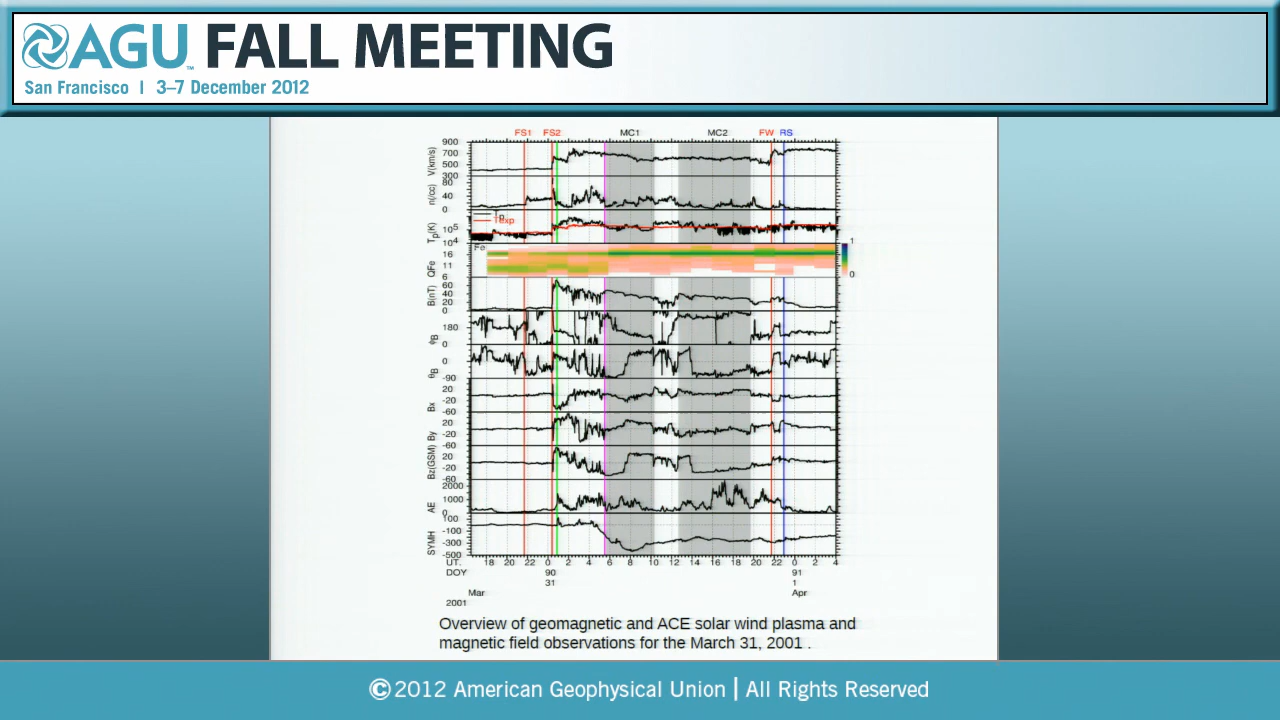 AGU™ FALL MEETING
San Francisco | 3–7 December 2012
FS1 FS2 MC1 MC2 FW RS
900
700
500
300
V(km/s)
80
40
0
n(/cc)
Tp
Texp
10⁵
10⁴
Tp(K)
Fe
16
11
6
QFe
1
0
60
40
20
0
B(nT)
180
0
ϕB
0
-90
θB
20
-20
-60
Bx
20
-20
-60
By
20
-20
-60
Bz(GSM)
2000
1000
0
AE
100
-100
-300
-500
SYMH
UT. 18 20 22 0 2 4 6 8 10 12 14 16 18 20 22 0 2 4
DOY 90 91
31 1
Mar Apr
2001
Overview of geomagnetic and ACE solar wind plasma and
magnetic field observations for the March 31, 2001 .
©2012 American Geophysical Union | All Rights Reserved